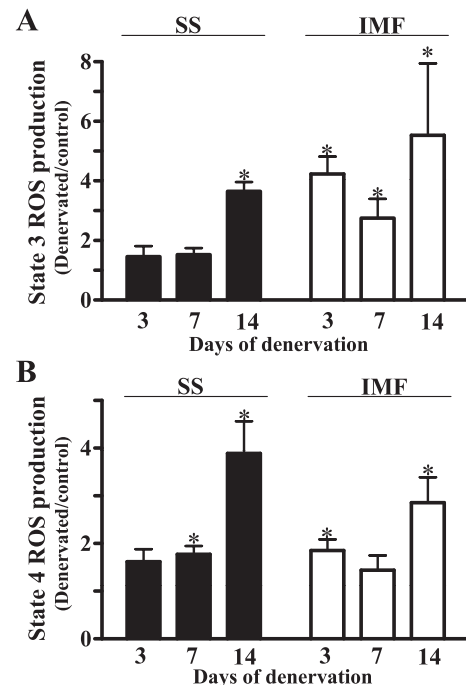 A
SS IMF
State 3 ROS production
(Denervated/control)
8
6
4
2
0
* * * *
3 7 14 3 7 14
Days of denervation
B
SS IMF
State 4 ROS production
(Denervated/control)
4
2
0
* * * *
3 7 14 3 7 14
Days of denervation